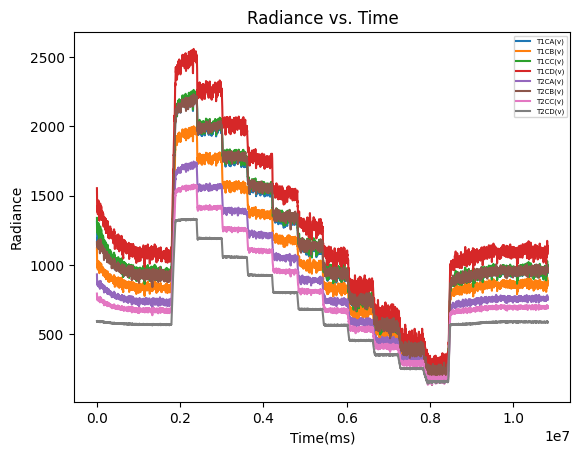 Radiance vs. Time
T1CA(v)
T1CB(v)
T1CC(v)
T1CD(v)
T2CA(v)
T2CB(v)
T2CC(v)
T2CD(v)
Radiance
2500
2000
1500
1000
500
0.0 0.2 0.4 0.6 0.8 1.0
1e7
Time(ms)